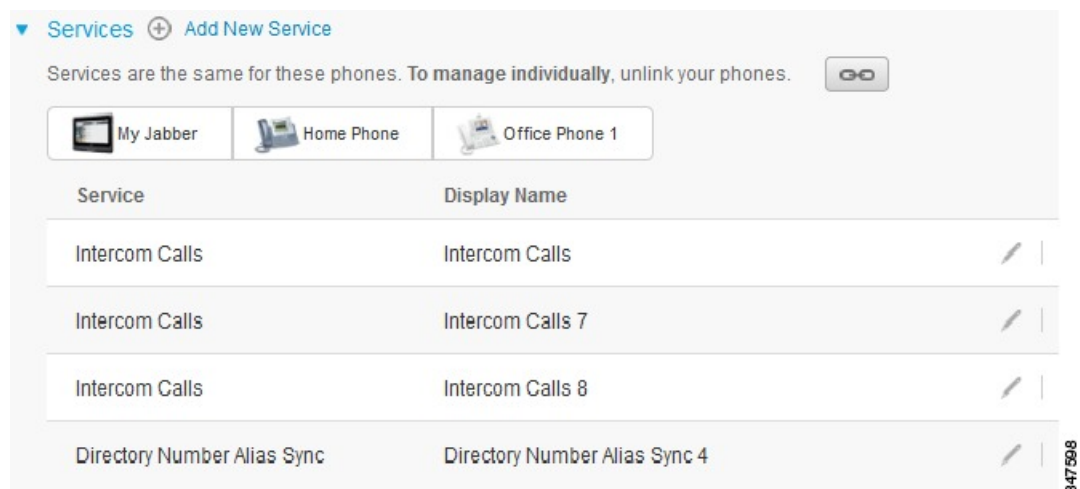 Services Add New Service
Services are the same for these phones. To manage individually, unlink your phones.
My Jabber Home Phone Office Phone 1
Service Display Name
Intercom Calls Intercom Calls
Intercom Calls Intercom Calls 7
Intercom Calls Intercom Calls 8
Directory Number Alias Sync Directory Number Alias Sync 4
347598